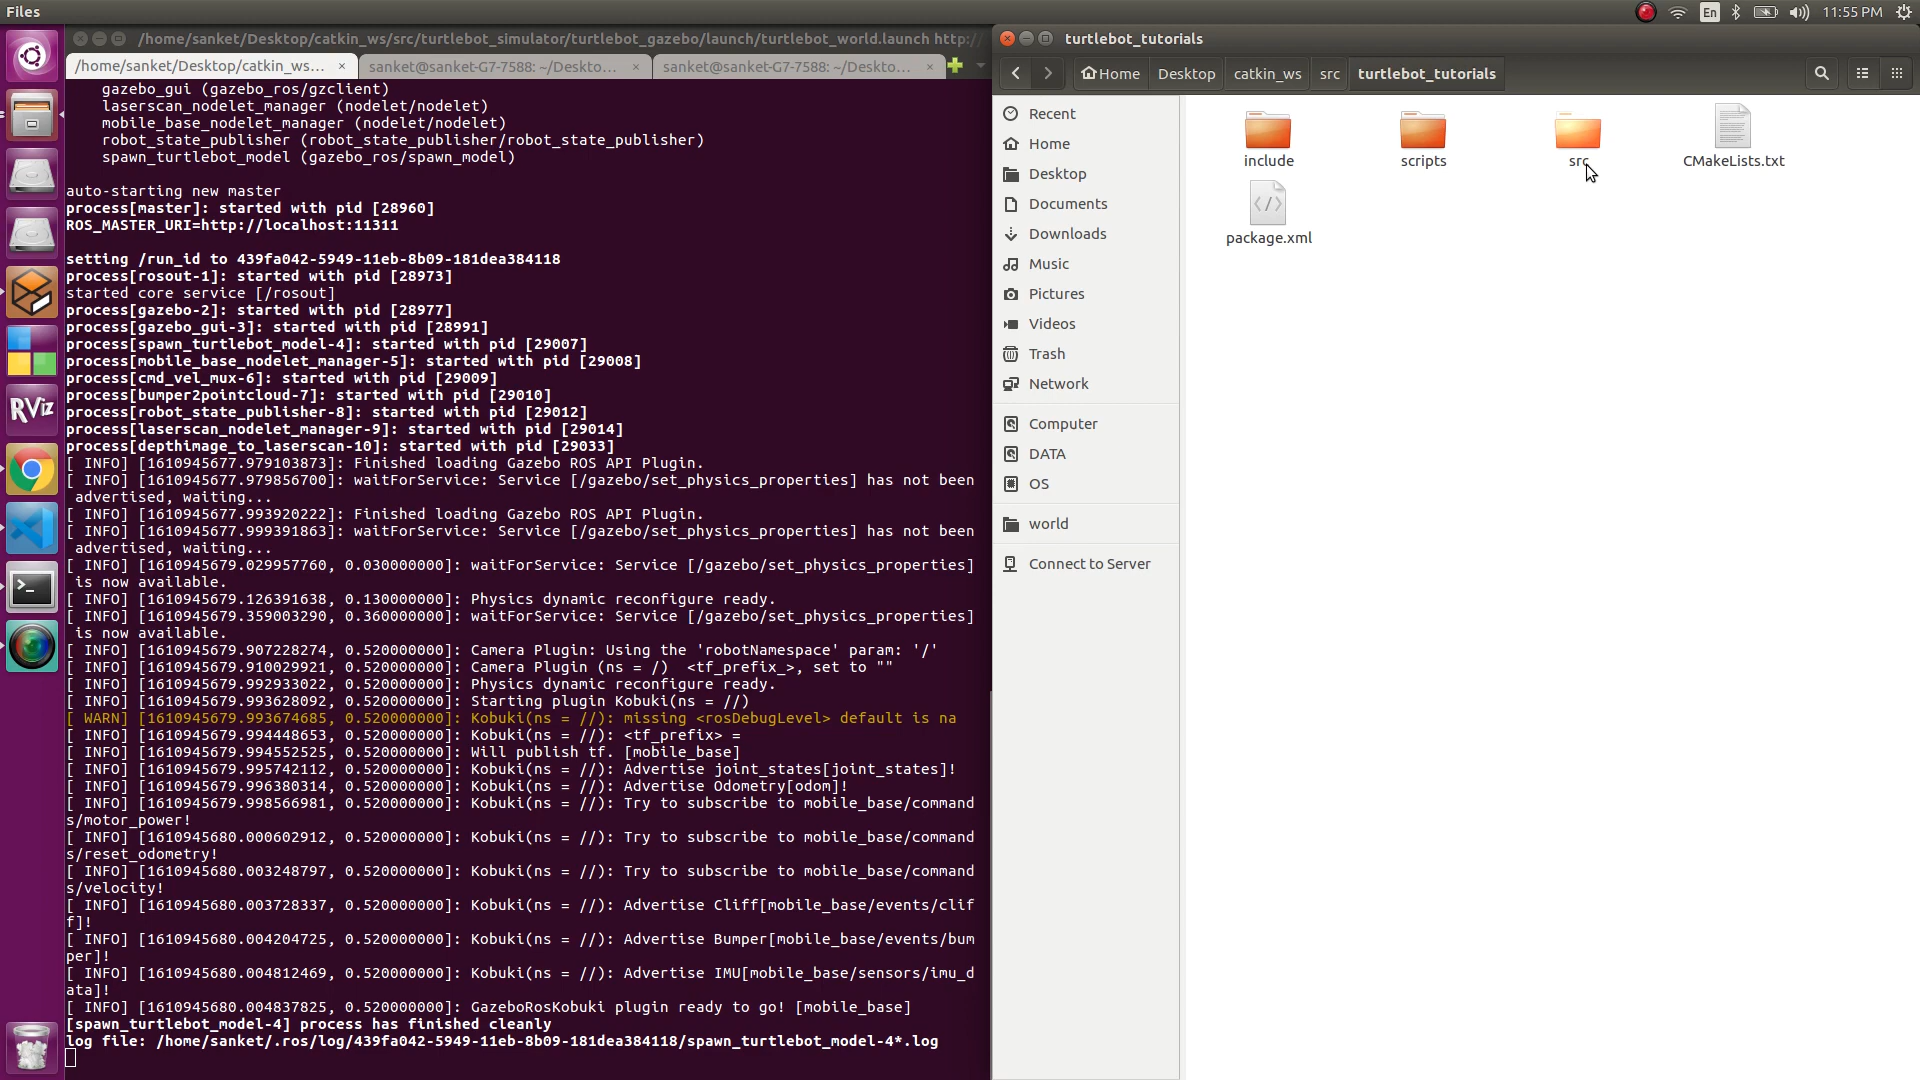 Files
En
11:55 PM
/home/sanket/Desktop/catkin_ws/src/turtlebot_simulator/turtlebot_gazebo/launch/turtlebot_world.launch http:/
/home/sanket/Desktop/catkin_ws... ×
sanket@sanket-G7-7588: ~/Deskto... ×
sanket@sanket-G7-7588: ~/Deskto... ×
gazebo_gui (gazebo_ros/gzclient)
laserscan_nodelet_manager (nodelet/nodelet)
mobile_base_nodelet_manager (nodelet/nodelet)
robot_state_publisher (robot_state_publisher/robot_state_publisher)
spawn_turtlebot_model (gazebo_ros/spawn_model)
auto-starting new master
process[master]: started with pid [28960]
ROS_MASTER_URI=http://localhost:11311
setting /run_id to 439fa042-5949-11eb-8b09-181dea384118
process[rosout-1]: started with pid [28973]
started core service [/rosout]
process[gazebo-2]: started with pid [28977]
process[gazebo_gui-3]: started with pid [28991]
process[spawn_turtlebot_model-4]: started with pid [29007]
process[mobile_base_nodelet_manager-5]: started with pid [29008]
process[cmd_vel_mux-6]: started with pid [29009]
process[bumper2pointcloud-7]: started with pid [29010]
process[robot_state_publisher-8]: started with pid [29012]
process[laserscan_nodelet_manager-9]: started with pid [29014]
process[depthimage_to_laserscan-10]: started with pid [29033]
[ INFO] [1610945677.979103873]: Finished loading Gazebo ROS API Plugin.
[ INFO] [1610945677.979856700]: waitForService: Service [/gazebo/set_physics_properties] has not been
advertised, waiting...
[ INFO] [1610945677.993920222]: Finished loading Gazebo ROS API Plugin.
[ INFO] [1610945677.999391863]: waitForService: Service [/gazebo/set_physics_properties] has not been
advertised, waiting...
[ INFO] [1610945679.029957760, 0.030000000]: waitForService: Service [/gazebo/set_physics_properties]
is now available.
[ INFO] [1610945679.126391638, 0.130000000]: Physics dynamic reconfigure ready.
[ INFO] [1610945679.359003290, 0.360000000]: waitForService: Service [/gazebo/set_physics_properties]
is now available.
[ INFO] [1610945679.907228274, 0.520000000]: Camera Plugin: Using the 'robotNamespace' param: '/'
[ INFO] [1610945679.910029921, 0.520000000]: Camera Plugin (ns = /)  <tf_prefix_>, set to ""
[ INFO] [1610945679.992933022, 0.520000000]: Physics dynamic reconfigure ready.
[ INFO] [1610945679.993628092, 0.520000000]: Starting plugin Kobuki(ns = //)
[ WARN] [1610945679.993674685, 0.520000000]: Kobuki(ns = //): missing <rosDebugLevel> default is na
[ INFO] [1610945679.994448653, 0.520000000]: Kobuki(ns = //): <tf_prefix> =
[ INFO] [1610945679.994552525, 0.520000000]: Will publish tf. [mobile_base]
[ INFO] [1610945679.995742112, 0.520000000]: Kobuki(ns = //): Advertise joint_states[joint_states]!
[ INFO] [1610945679.996380314, 0.520000000]: Kobuki(ns = //): Advertise Odometry[odom]!
[ INFO] [1610945679.998566981, 0.520000000]: Kobuki(ns = //): Try to subscribe to mobile_base/command
s/motor_power!
[ INFO] [1610945680.000602912, 0.520000000]: Kobuki(ns = //): Try to subscribe to mobile_base/command
s/reset_odometry!
[ INFO] [1610945680.003248797, 0.520000000]: Kobuki(ns = //): Try to subscribe to mobile_base/command
s/velocity!
[ INFO] [1610945680.003728337, 0.520000000]: Kobuki(ns = //): Advertise Cliff[mobile_base/events/clif
f]!
[ INFO] [1610945680.004204725, 0.520000000]: Kobuki(ns = //): Advertise Bumper[mobile_base/events/bum
per]!
[ INFO] [1610945680.004812469, 0.520000000]: Kobuki(ns = //): Advertise IMU[mobile_base/sensors/imu_d
ata]!
[ INFO] [1610945680.004837825, 0.520000000]: GazeboRosKobuki plugin ready to go! [mobile_base]
[spawn_turtlebot_model-4] process has finished cleanly
log file: /home/sanket/.ros/log/439fa042-5949-11eb-8b09-181dea384118/spawn_turtlebot_model-4*.log
RViz
turtlebot_tutorials
Home
Desktop
catkin_ws
src
turtlebot_tutorials
Recent
Home
Desktop
Documents
Downloads
Music
Pictures
Videos
Trash
Network
Computer
DATA
OS
world
Connect to Server
include
scripts
src
CMakeLists.txt
</>
package.xml